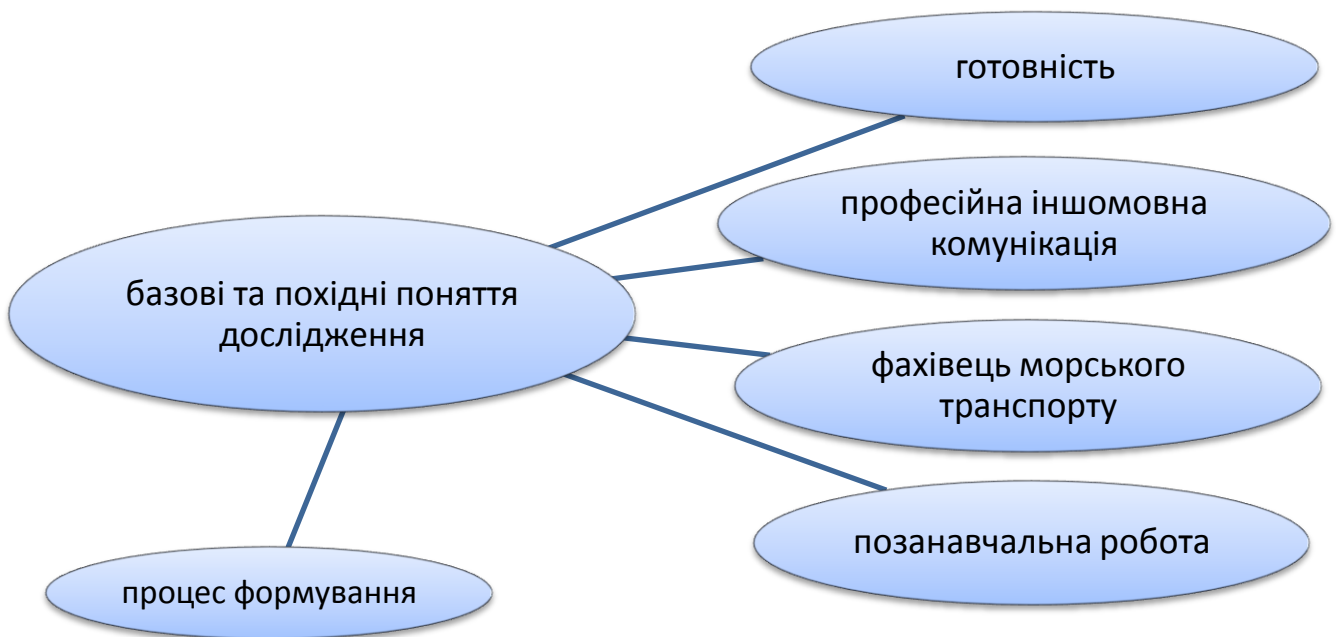 готовність
професійна іншомовна
комунікація
базові та похідні поняття
дослідження
фахівець морського
транспорту
позанавчальна робота
процес формування